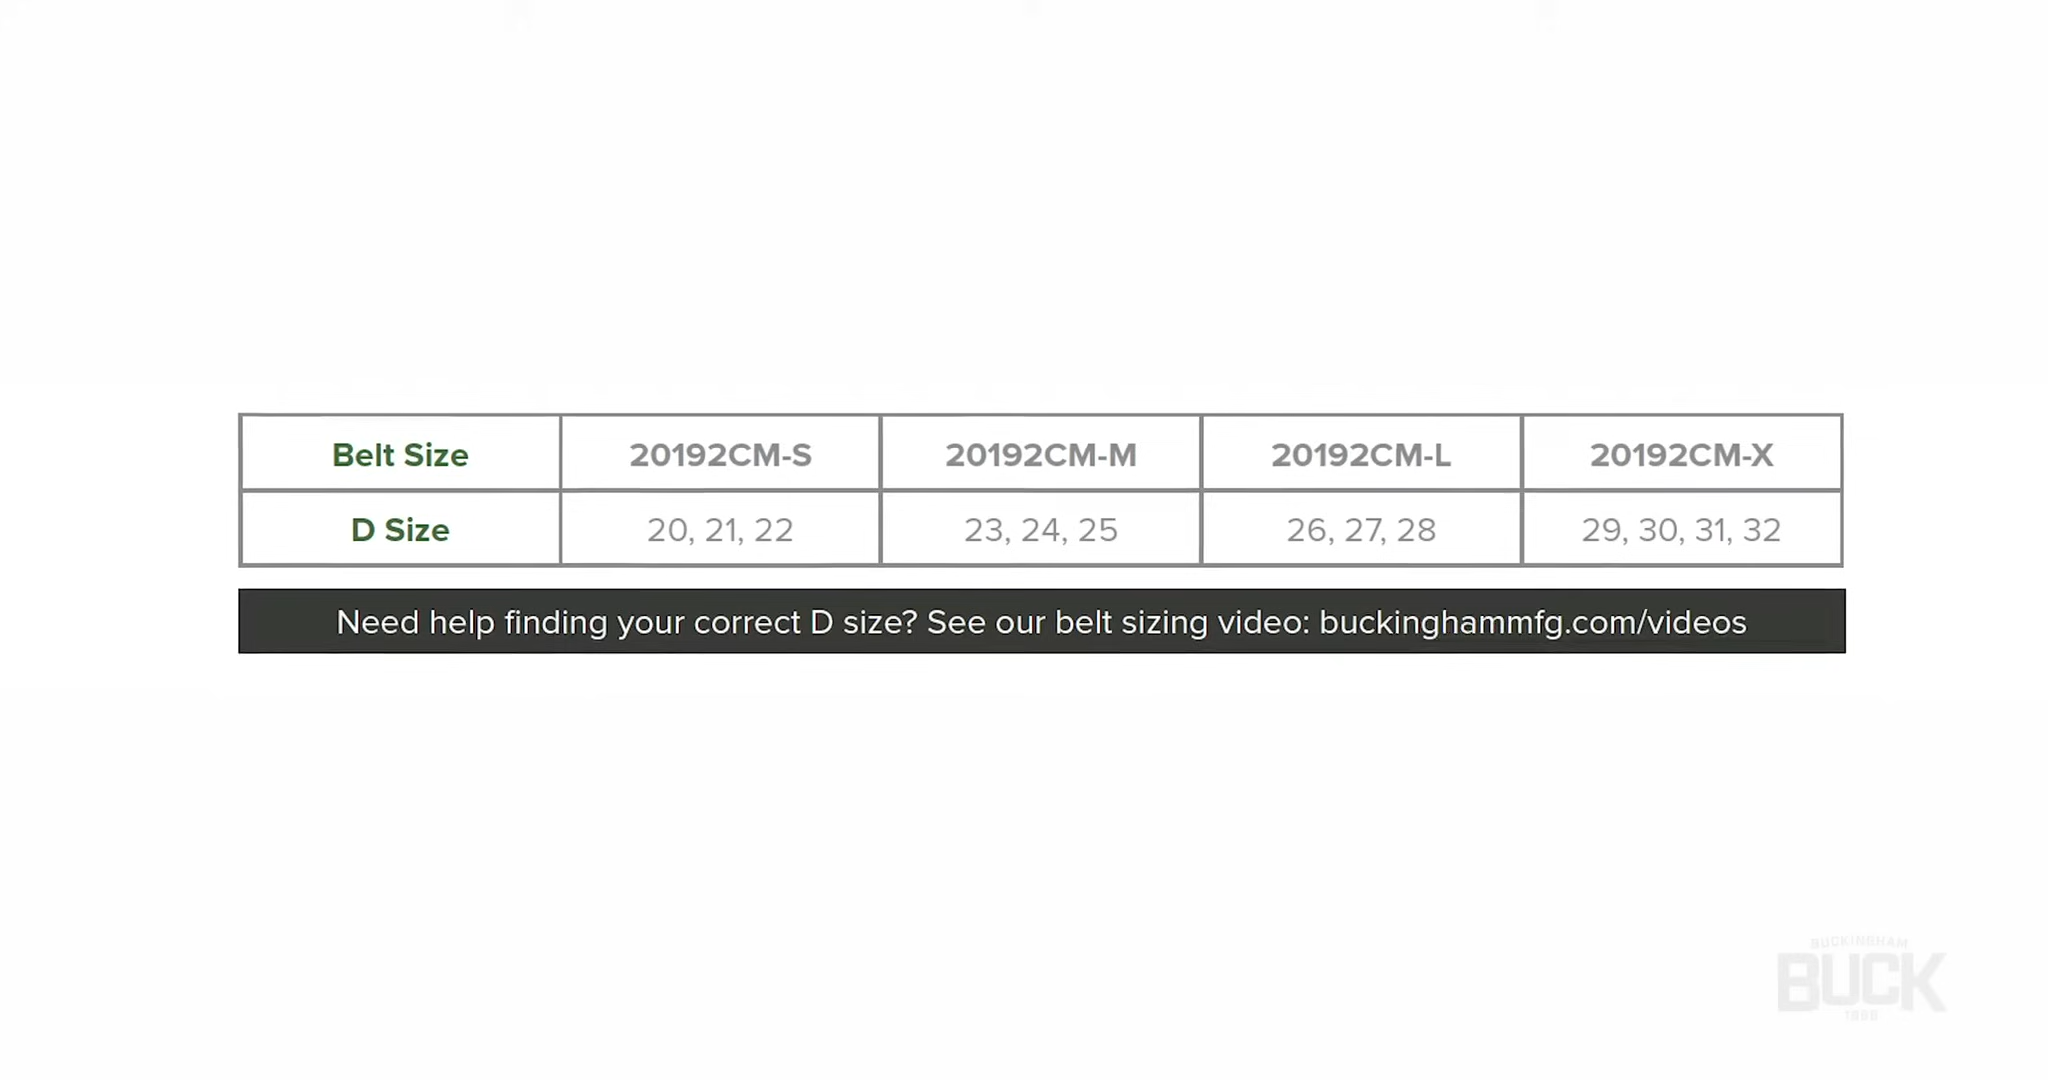 Belt Size 20192CM-S 20192CM-M 20192CM-L 20192CM-X
D Size 20, 21, 22 23, 24, 25 26, 27, 28 29, 30, 31, 32
Need help finding your correct D size? See our belt sizing video: buckinghammfg.com/videos
BUCKINGHAM
BUCK